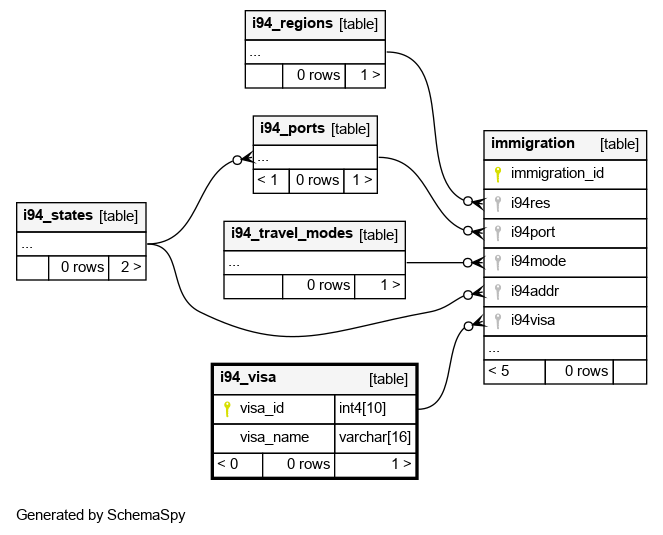 i94_regions [table]
...
0 rows 1 >
i94_ports [table]
...
< 1 0 rows 1 >
immigration [table]
immigration_id
i94res
i94port
i94mode
i94addr
i94visa
...
< 5 0 rows
i94_states [table]
...
0 rows 2 >
i94_travel_modes [table]
...
0 rows 1 >
i94_visa [table]
visa_id int4[10]
visa_name varchar[16]
< 0 0 rows 1 >
Generated by SchemaSpy